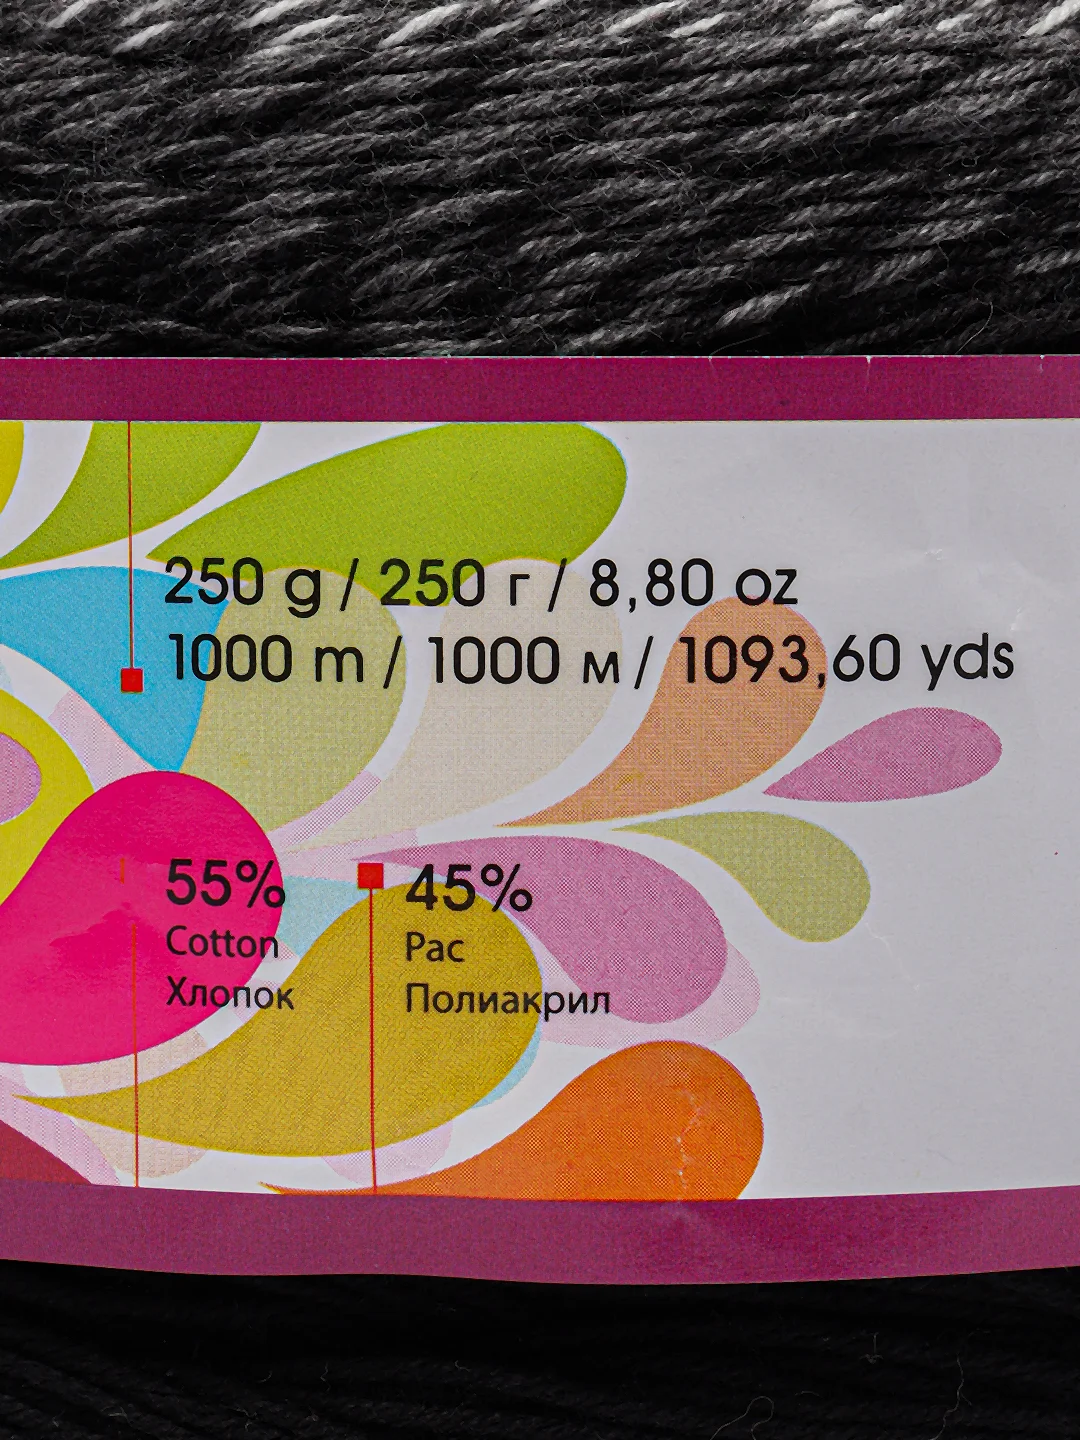 250 g / 250 г / 8,80 oz
1000 m / 1000 м / 1093,60 yds
55%
Cotton
Хлопок
45%
Pac
Полиакрил